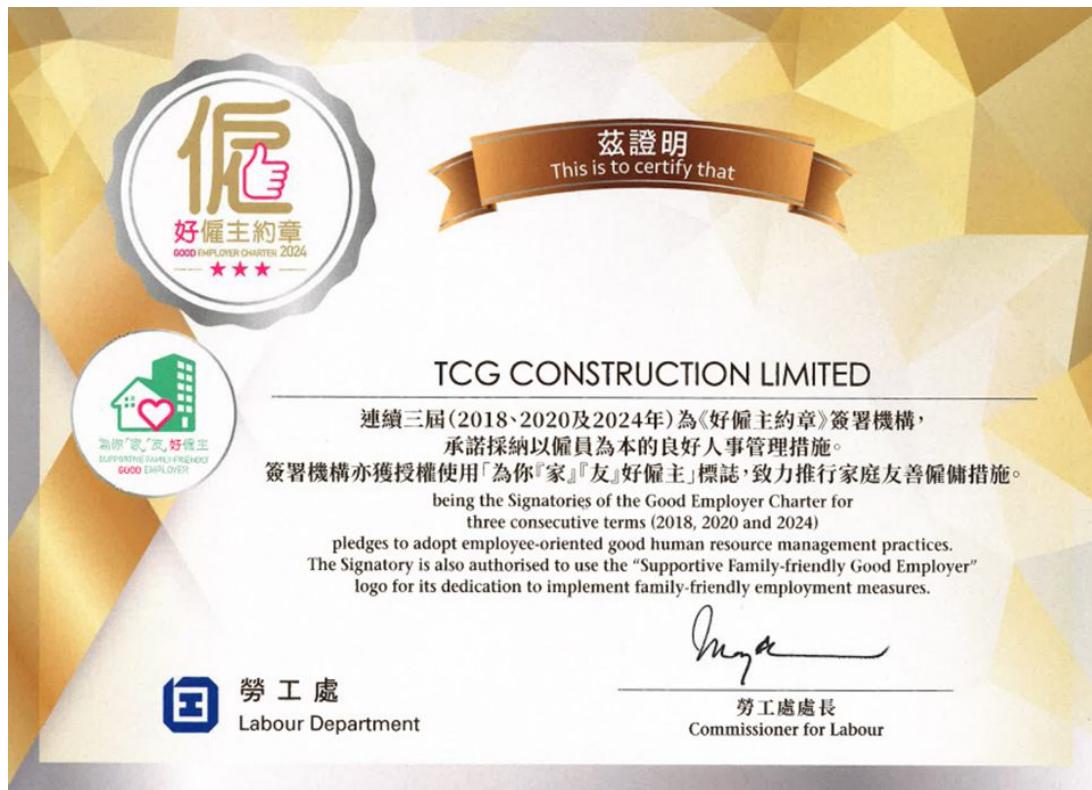 僱
好僱主約章
GOOD EMPLOYER CHARTER 2024
茲證明
This is to certify that
為你「家」「友」好僱主
SUPPORTIVE FAMILY-FRIENDLY
GOOD EMPLOYER
TCG CONSTRUCTION LIMITED
連續三屆(2018、2020及2024年)為《好僱主約章》簽署機構,
承諾採納以僱員為本的良好人事管理措施。
簽署機構亦獲授權使用「為你『家』『友』好僱主」標誌,致力推行家庭友善僱傭措施。
being the Signatories of the Good Employer Charter for
three consecutive terms (2018, 2020 and 2024)
pledges to adopt employee-oriented good human resource management practices.
The Signatory is also authorised to use the “Supportive Family-friendly Good Employer”
logo for its dedication to implement family-friendly employment measures.
勞工處
Labour Department
勞工處處長
Commissioner for Labour